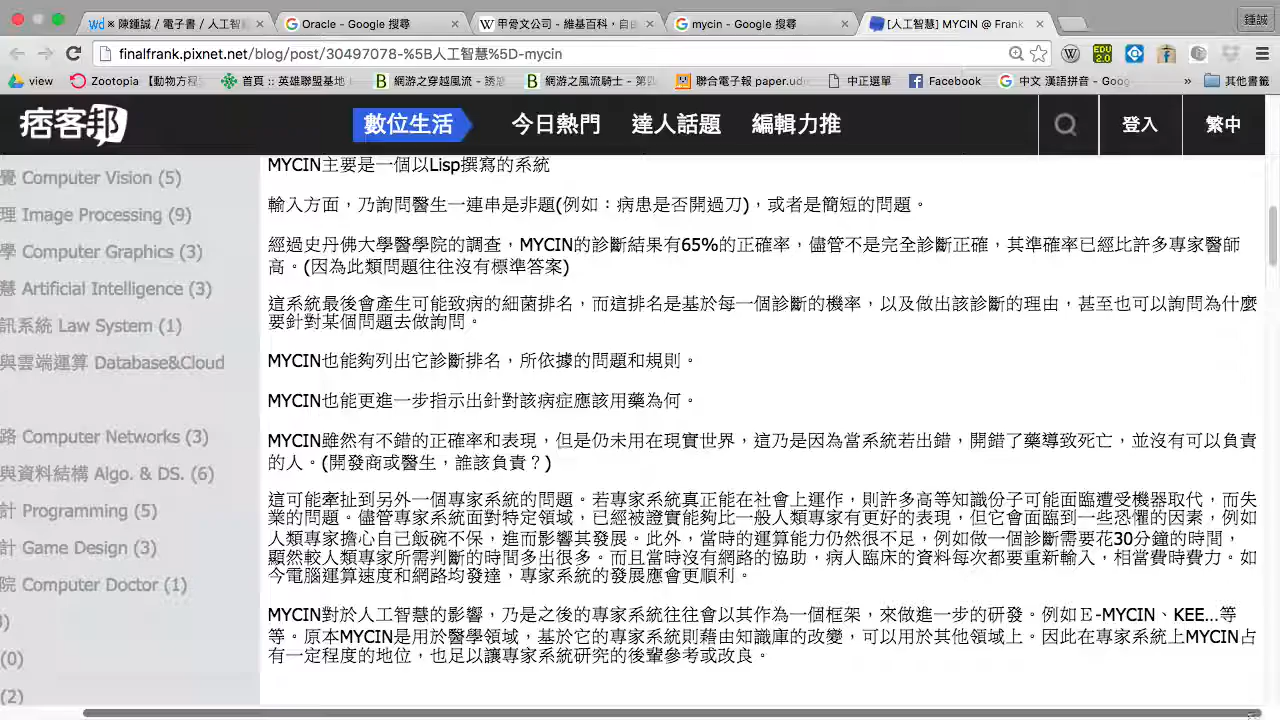 陳鍾誠 / 電子書 / 人工智
Oracle - Google 搜尋
甲骨文公司 - 維基百科，自由
mycin - Google 搜尋
[人工智慧] MYCIN @ Frank
鍾誠
finalfrank.pixnet.net/blog/post/30497078-%5B人工智慧%5D-mycin
view
Zootopia 【動物方程
首頁 :: 英雄聯盟基地
網游之穿越風流 - 誘惑
網游之風流騎士 - 第四
聯合電子報 paper.udn
中正選單
Facebook
中文 漢語拼音 - Goog
»
其他書籤
痞客邦
數位生活
今日熱門
達人話題
編輯力推
登入
繁中
覺 Computer Vision (5)
理 Image Processing (9)
學 Computer Graphics (3)
慧 Artificial Intelligence (3)
訊系統 Law System (1)
與雲端運算 Database&Cloud
路 Computer Networks (3)
與資料結構 Algo. & DS. (6)
計 Programming (5)
計 Game Design (3)
院 Computer Doctor (1)
)
(0)
(2)
MYCIN主要是一個以Lisp撰寫的系統
輸入方面，乃詢問醫生一連串是非題(例如：病患是否開過刀)，或者是簡短的問題。
經過史丹佛大學醫學院的調查，MYCIN的診斷結果有65%的正確率，儘管不是完全診斷正確，其準確率已經比許多專家醫師
高。(因為此類問題往往沒有標準答案)
這系統最後會產生可能致病的細菌排名，而這排名是基於每一個診斷的機率，以及做出該診斷的理由，甚至也可以詢問為什麼
要針對某個問題去做詢問。
MYCIN也能夠列出它診斷排名，所依據的問題和規則。
MYCIN也能更進一步指示出針對該病症應該用藥為何。
MYCIN雖然有不錯的正確率和表現，但是仍未用在現實世界，這乃是因為當系統若出錯，開錯了藥導致死亡，並沒有可以負責
的人。(開發商或醫生，誰該負責？)
這可能牽扯到另外一個專家系統的問題。若專家系統真正能在社會上運作，則許多高等知識份子可能面臨遭受機器取代，而失
業的問題。儘管專家系統面對特定領域，已經被證實能夠比一般人類專家有更好的表現，但它會面臨到一些恐懼的因素，例如
人類專家擔心自己飯碗不保，進而影響其發展。此外，當時的運算能力仍然很不足，例如做一個診斷需要花30分鐘的時間，
顯然較人類專家所需判斷的時間多出很多。而且當時沒有網路的協助，病人臨床的資料每次都要重新輸入，相當費時費力。如
今電腦運算速度和網路均發達，專家系統的發展應會更順利。
MYCIN對於人工智慧的影響，乃是之後的專家系統往往會以其作為一個框架，來做進一步的研發。例如Ｅ-MYCIN、KEE...等
等。原本MYCIN是用於醫學領域，基於它的專家系統則藉由知識庫的改變，可以用於其他領域上。因此在專家系統上MYCIN占
有一定程度的地位，也足以讓專家系統研究的後輩參考或改良。